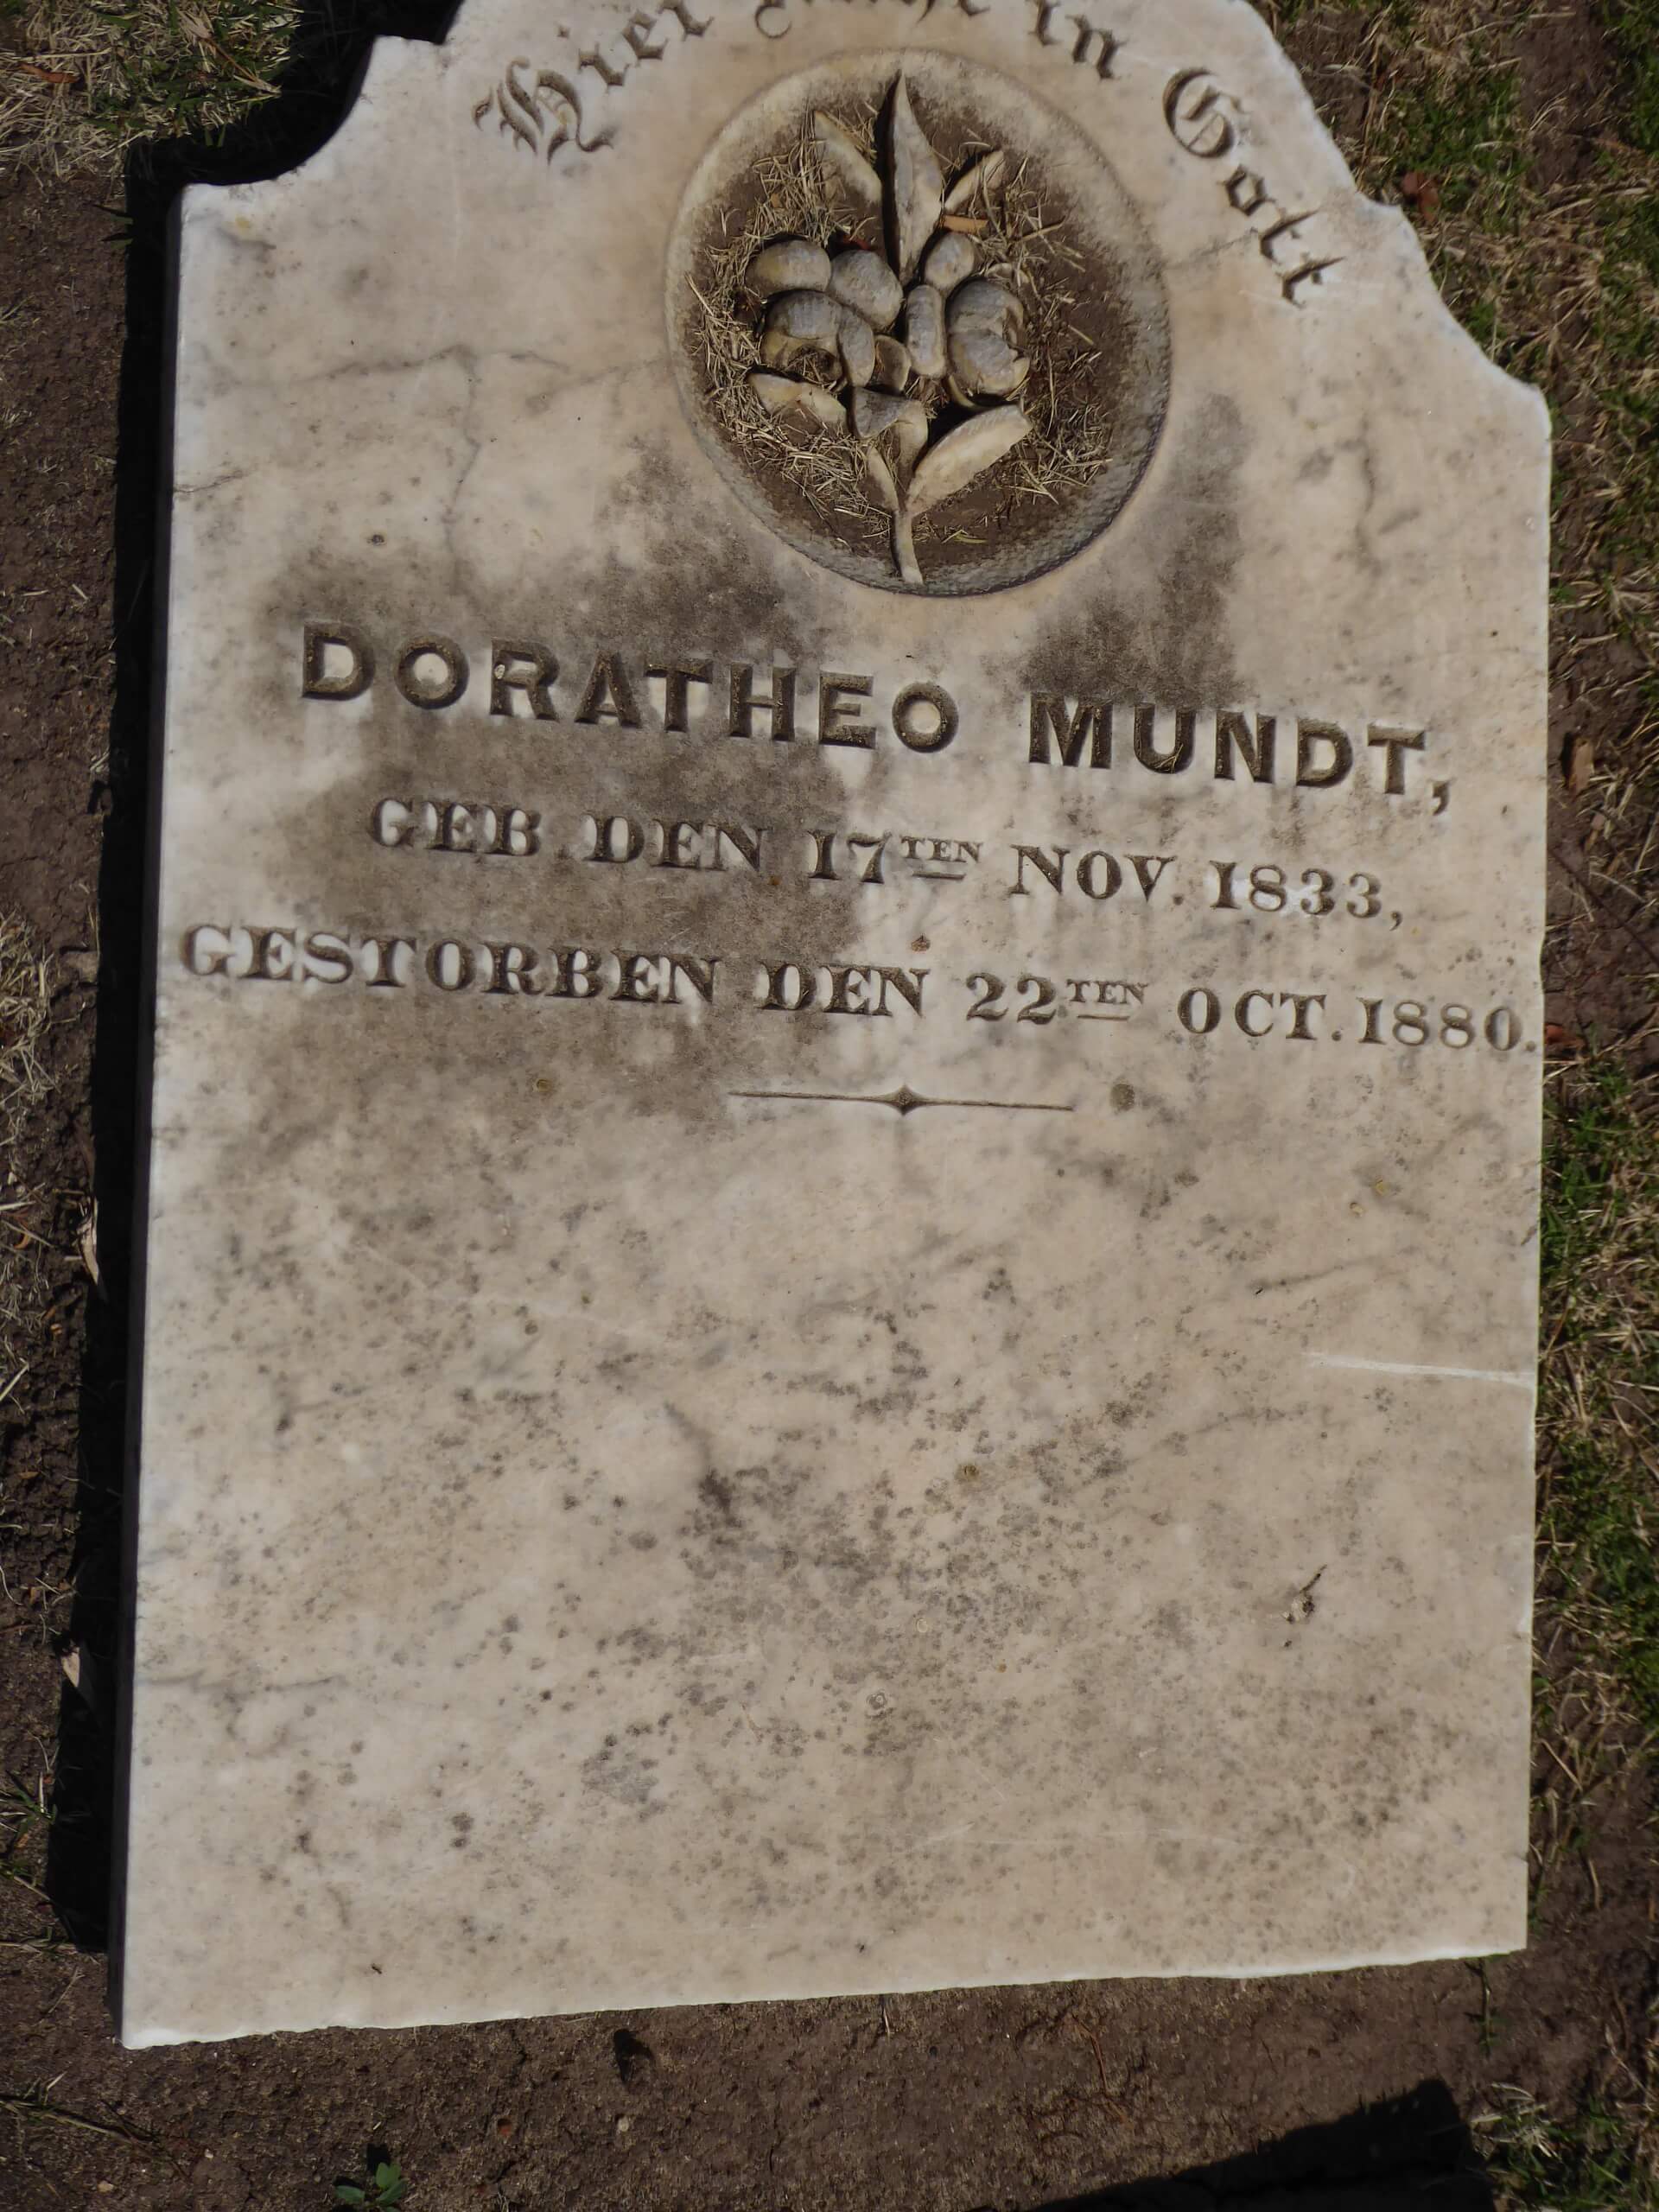 Hier in Gott
DORATHEO MUNDT,
GEB DEN 17TEN NOV. 1833,
GESTORBEN DEN 22TEN OCT. 1880.